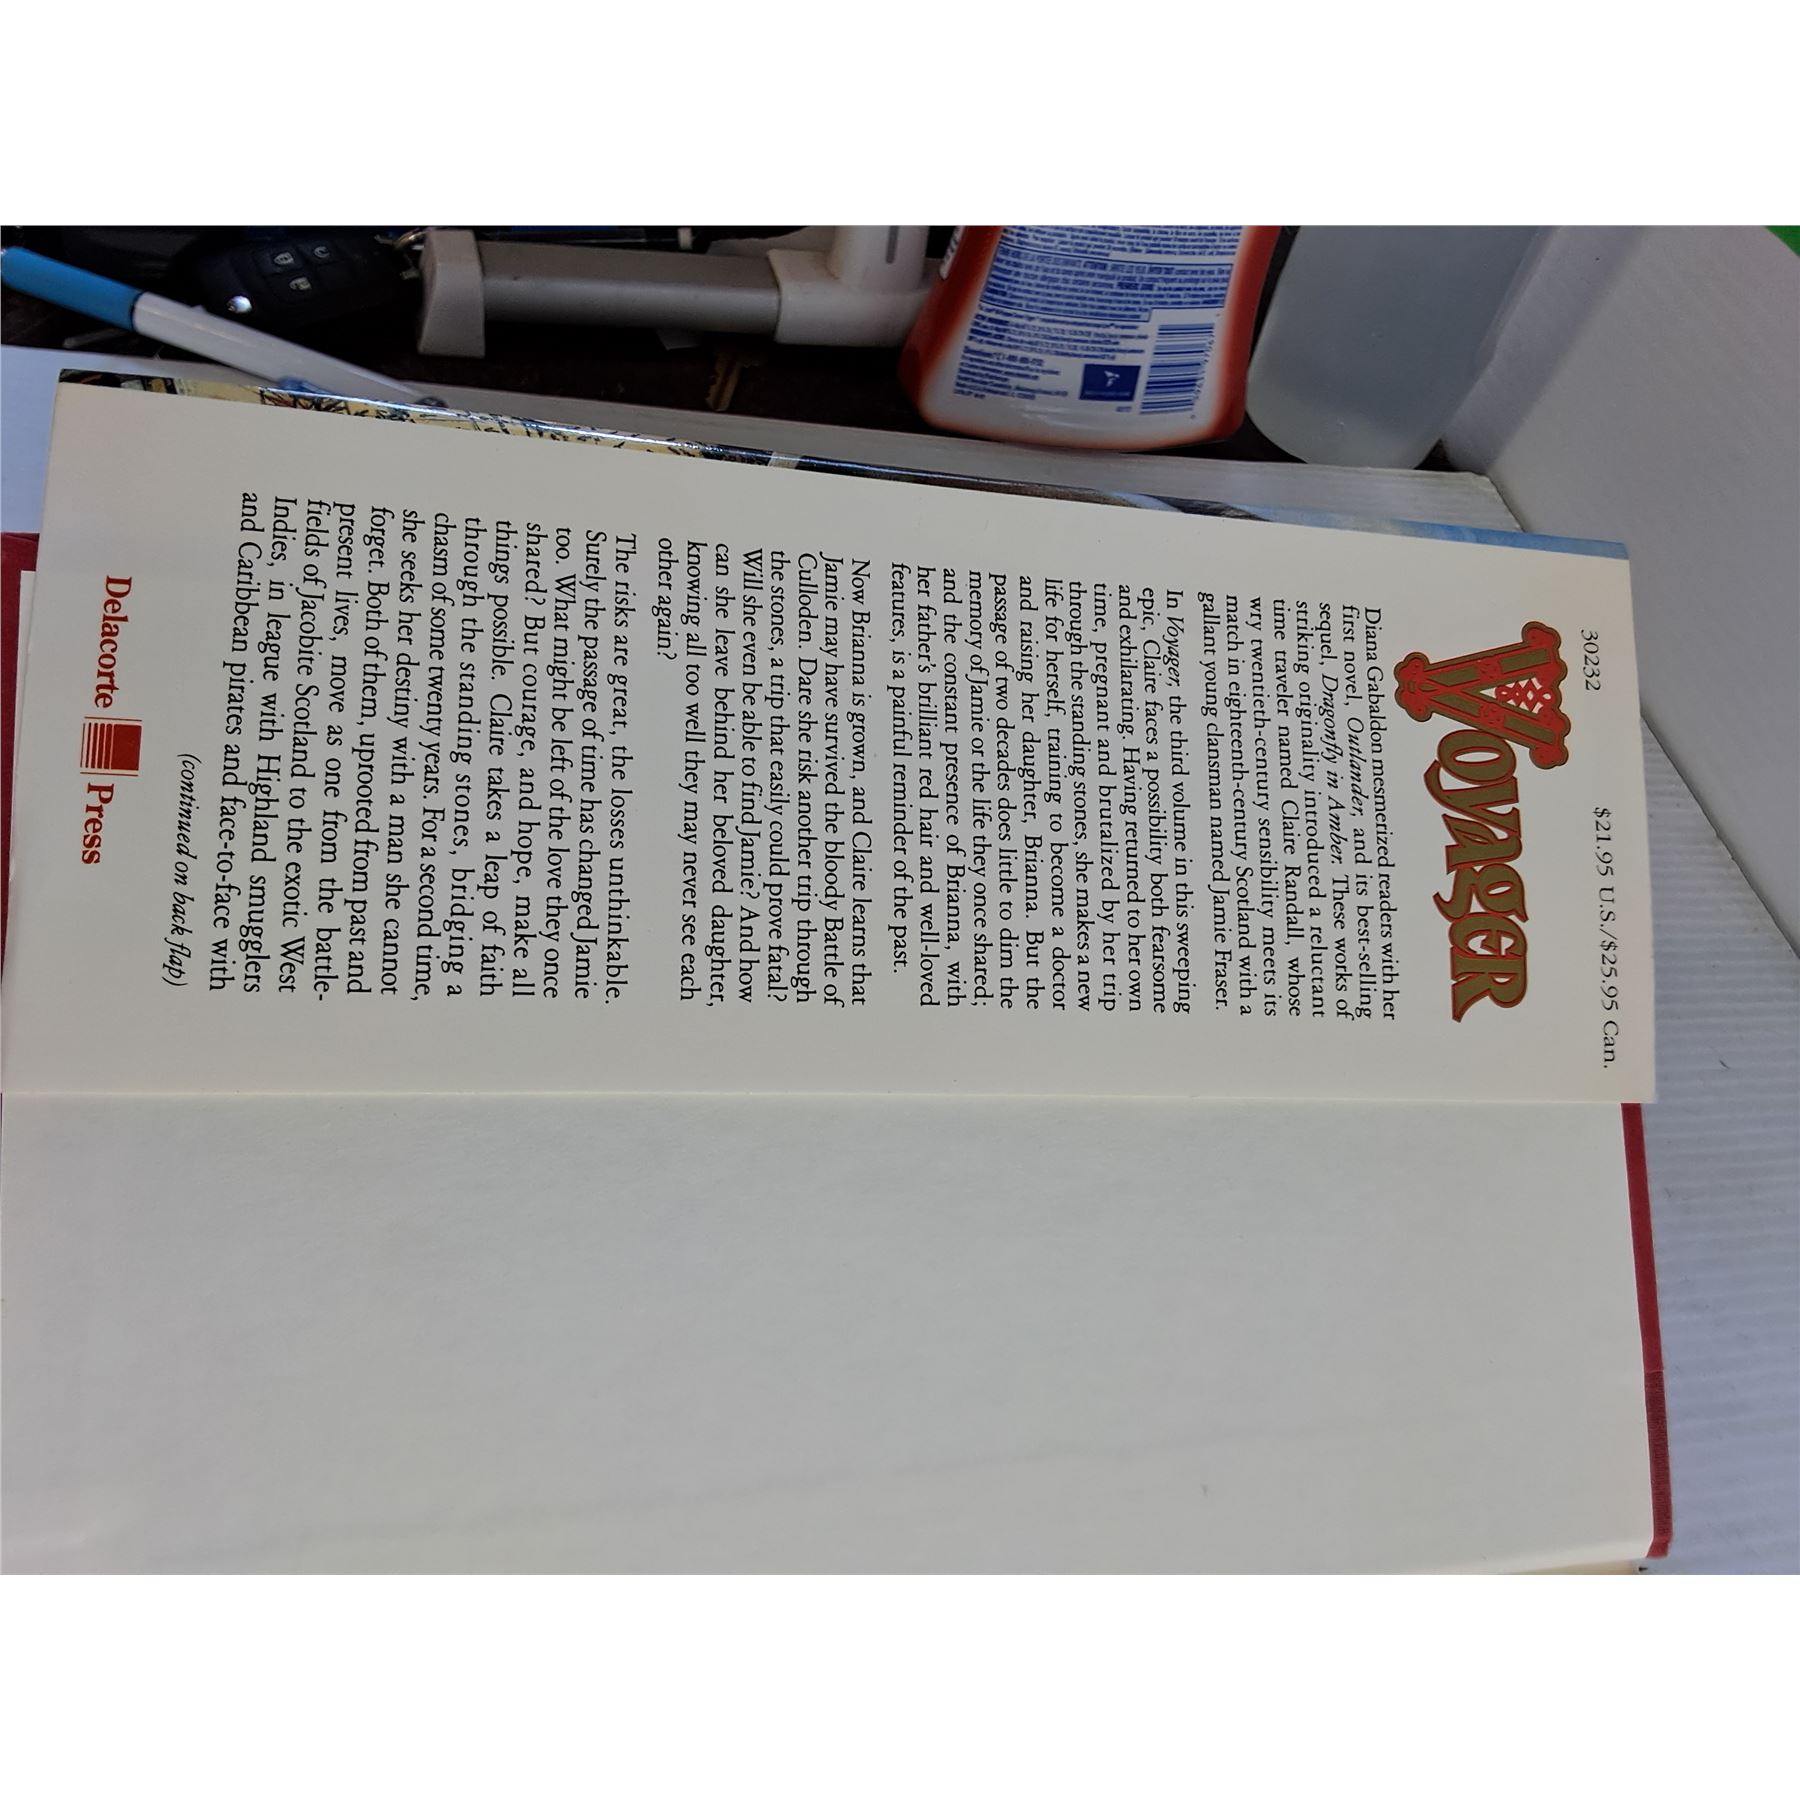 30232
$21.95 U.S./$25.95 Can.
VOYAGER
Diana Gabaldon mesmerized readers with her
first novel, Outlander, and its best-selling
sequel, Dragonfly in Amber. These works of
striking originality introduced a reluctant
time traveler named Claire Randall, whose
wry twentieth-century sensibility meets its
match in eighteenth-century Scotland with a
gallant young clansman named Jamie Fraser.
In Voyager, the third volume in this sweeping
epic, Claire faces a possibility both fearsome
and exhilarating. Having returned to her own
time, pregnant and brutalized by her trip
through the standing stones, she makes a new
life for herself, training to become a doctor
and raising her daughter, Brianna. But the
passage of two decades does little to dim the
memory of Jamie or the life they once shared;
and the constant presence of Brianna, with
her father's brilliant red hair and well-loved
features, is a painful reminder of the past.
Now Brianna is grown, and Claire learns that
Jamie may have survived the bloody Battle of
Culloden. Dare she risk another trip through
the stones, a trip that easily could prove fatal?
Will she even be able to find Jamie? And how
can she leave behind her beloved daughter,
knowing all too well they may never see each
other again?
The risks are great, the losses unthinkable.
Surely the passage of time has changed Jamie
too. What might be left of the love they once
shared? But courage, and hope, make all
things possible. Claire takes a leap of faith
through the standing stones, bridging a
chasm of some twenty years. For a second time,
she seeks her destiny with a man she cannot
forget. Both of them, uprooted from past and
present lives, move as one from the battle-
fields of Jacobite Scotland to the exotic West
Indies, in league with Highland smugglers
and Caribbean pirates and face-to-face with
(continued on back flap)
Delacorte Press